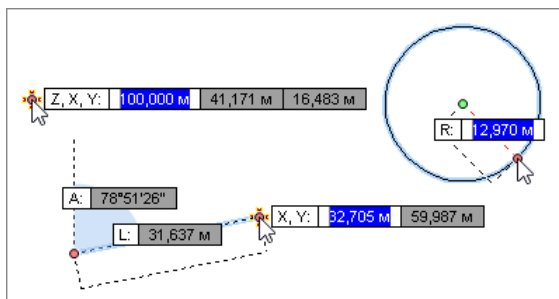 Z, X, Y: 100,000 м 41,171 м 16,483 м
R: 12,970 м
A: 78°51'26"
X, Y: 32,705 м 59,987 м
L: 31,637 м